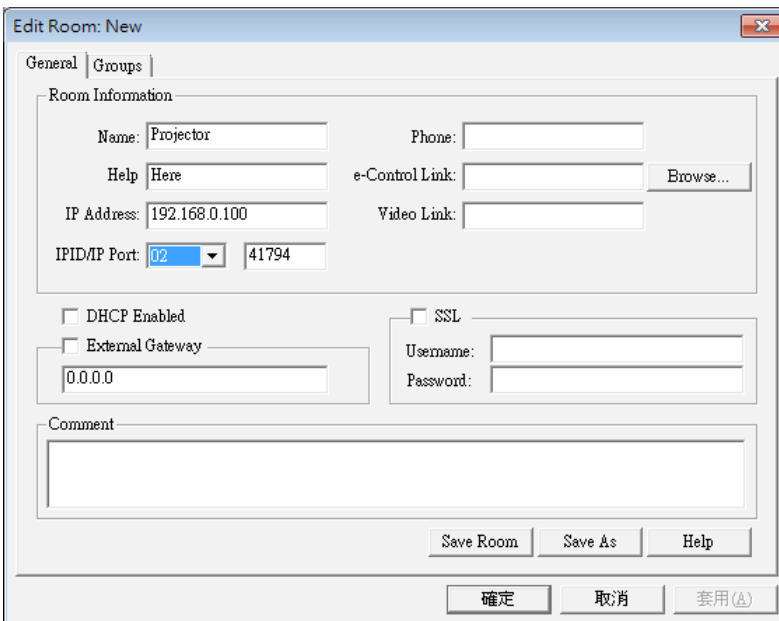 Edit Room: New
General Groups
Room Information
Name: Projector Phone:
Help Here e-Control Link: Browse...
IP Address: 192.168.0.100 Video Link:
IPID/IP Port: 02 41794
DHCP Enabled SSL
External Gateway Username:
0.0.0.0 Password:
Comment
Save Room Save As Help
確定 取消 套用(A)